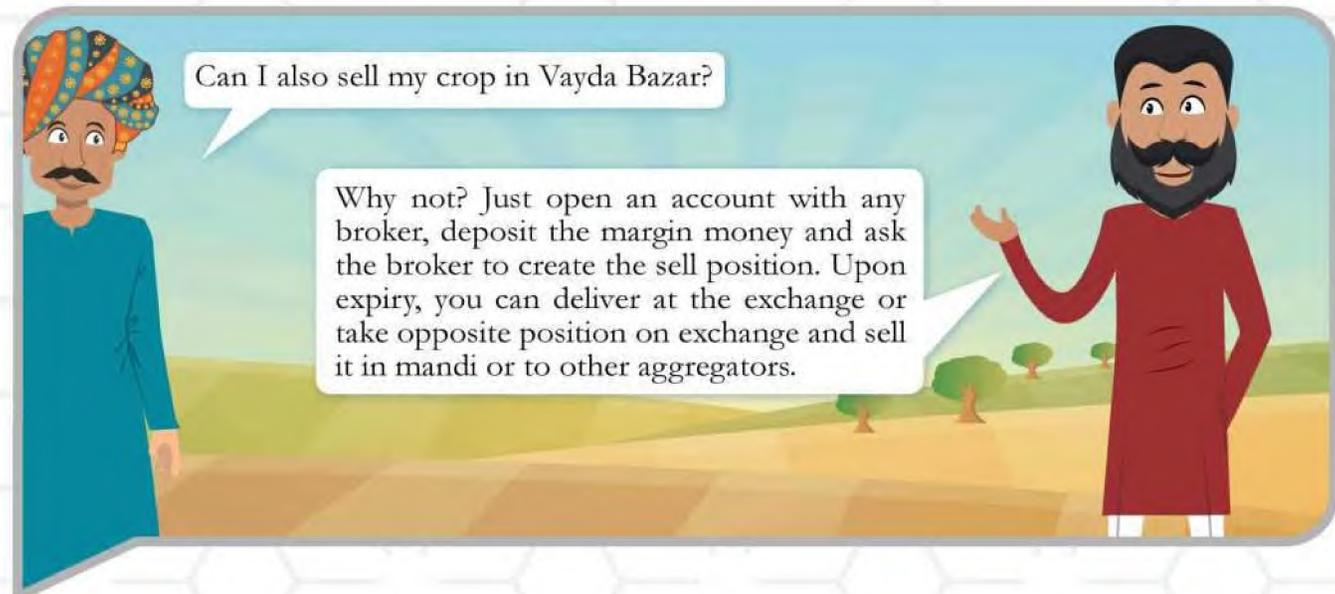 Can I also sell my crop in Vayda Bazar?
Why not? Just open an account with any
broker, deposit the margin money and ask
the broker to create the sell position. Upon
expiry, you can deliver at the exchange or
take opposite position on exchange and sell
it in mandi or to other aggregators.